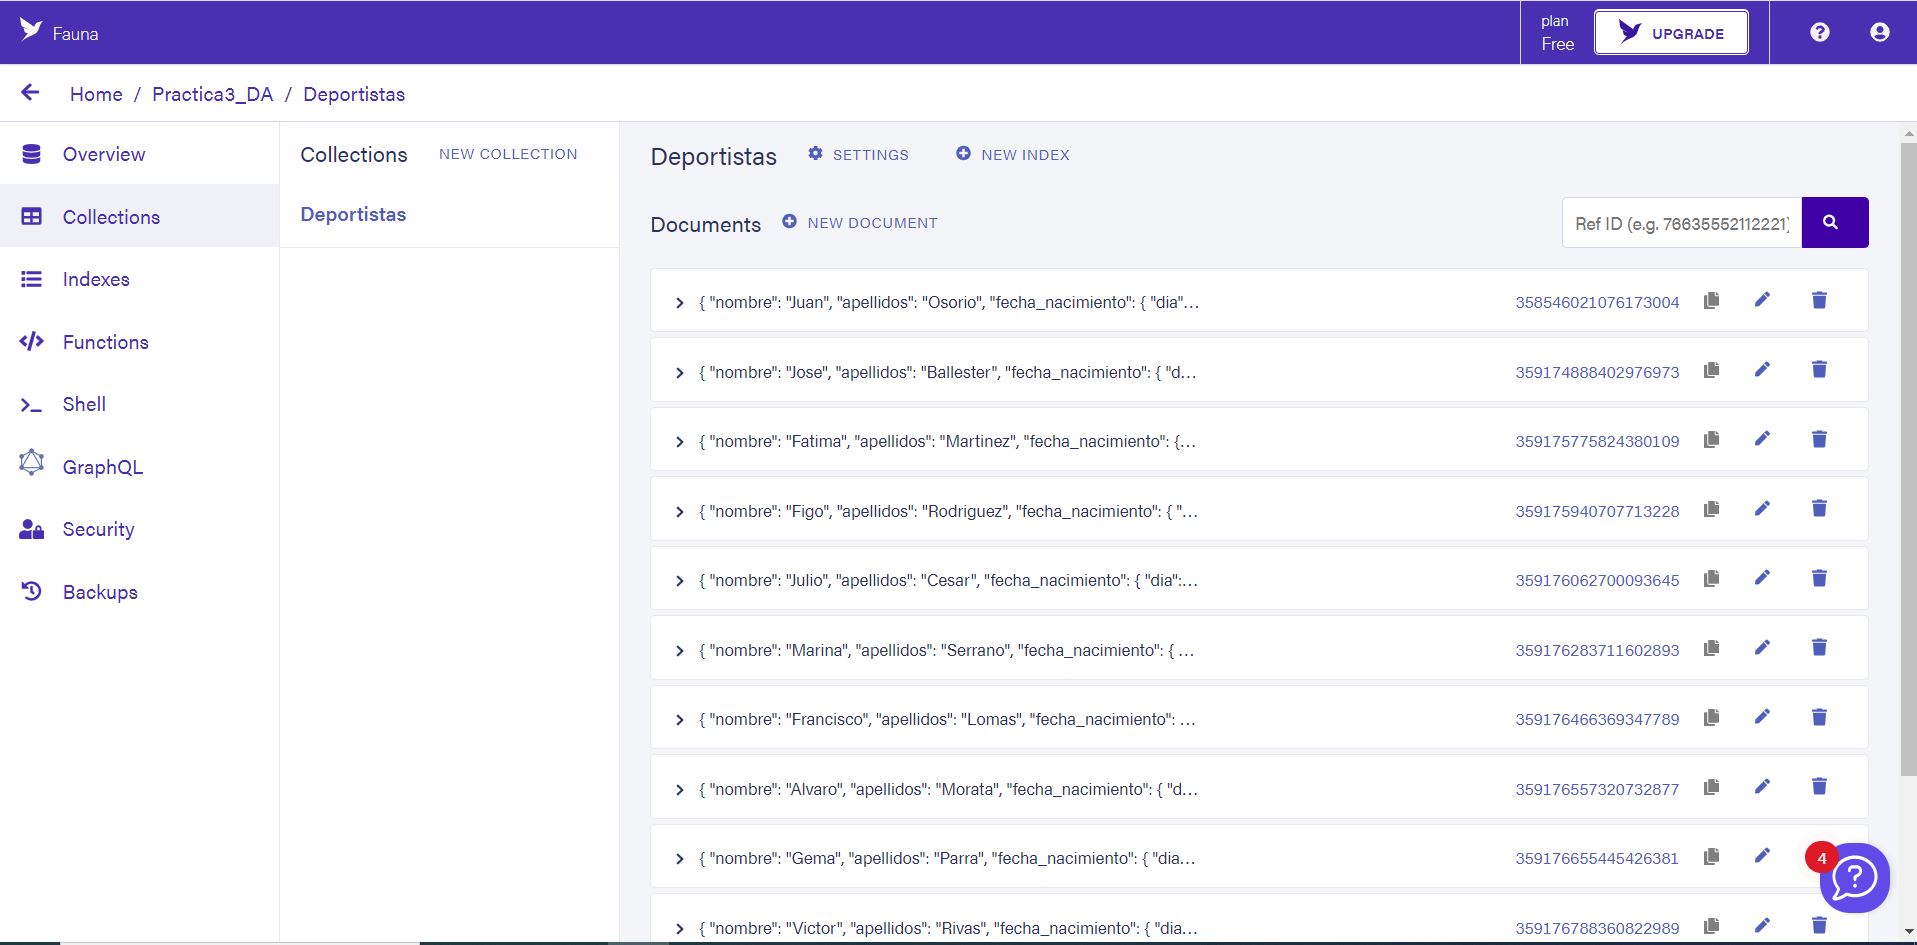 Fauna
plan
Free
UPGRADE
Home / Practica3_DA / Deportistas
Overview
Collections
Indexes
Functions
Shell
GraphQL
Security
Backups
Collections NEW COLLECTION
Deportistas
Deportistas SETTINGS NEW INDEX
Documents NEW DOCUMENT
Ref ID (e.g. 76635552112221)
{ "nombre": "Juan", "apellidos": "Osorio", "fecha_nacimiento": { "dia"... 358546021076173004
{ "nombre": "Jose", "apellidos": "Ballester", "fecha_nacimiento": { "d... 359174888402976973
{ "nombre": "Fatima", "apellidos": "Martinez", "fecha_nacimiento": {... 359175775824380109
{ "nombre": "Figo", "apellidos": "Rodriguez", "fecha_nacimiento": { "... 359175940707713228
{ "nombre": "Julio", "apellidos": "Cesar", "fecha_nacimiento": { "dia":... 359176062700093645
{ "nombre": "Marina", "apellidos": "Serrano", "fecha_nacimiento": { ... 359176283711602893
{ "nombre": "Francisco", "apellidos": "Lomas", "fecha_nacimiento": ... 359176466369347789
{ "nombre": "Alvaro", "apellidos": "Morata", "fecha_nacimiento": { "d... 359176557320732877
{ "nombre": "Gema", "apellidos": "Parra", "fecha_nacimiento": { "dia... 359176655445426381
4
{ "nombre": "Victor", "apellidos": "Rivas", "fecha_nacimiento": { "dia... 359176788360822989